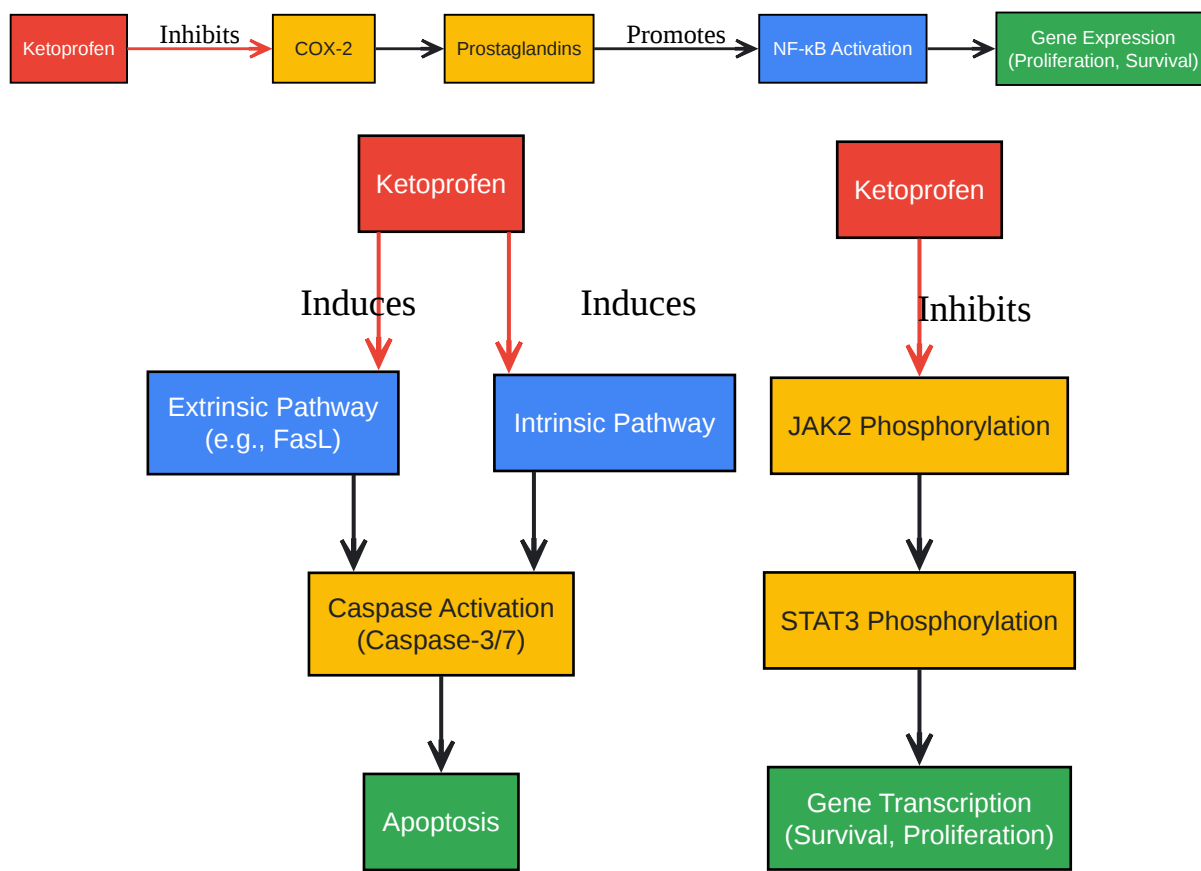 Ketoprofen
Inhibits
COX-2
Prostaglandins
Promotes
NF-κB Activation
Gene Expression
(Proliferation, Survival)
Ketoprofen
Induces
Induces
Extrinsic Pathway
(e.g., FasL)
Intrinsic Pathway
Caspase Activation
(Caspase-3/7)
Apoptosis
Ketoprofen
Inhibits
JAK2 Phosphorylation
STAT3 Phosphorylation
Gene Transcription
(Survival, Proliferation)